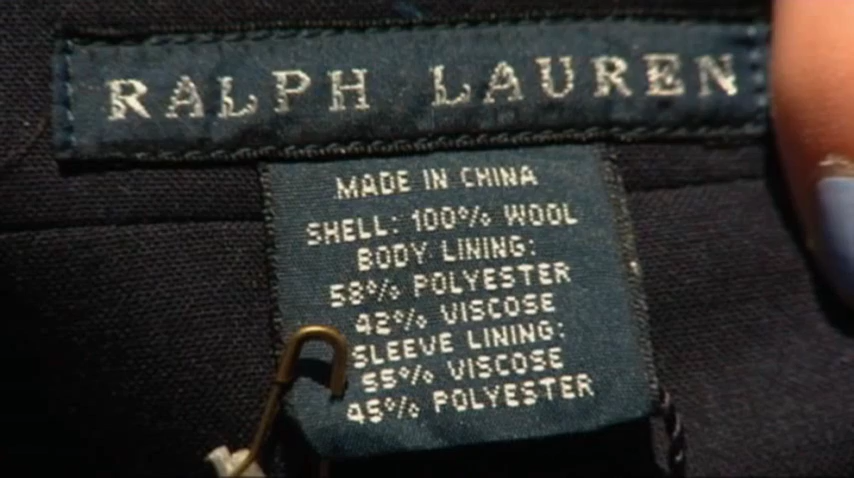 RALPH LAUREN
MADE IN CHINA
SHELL: 100% WOOL
BODY LINING:
58% POLYESTER
42% VISCOSE
SLEEVE LINING:
55% VISCOSE
45% POLYESTER